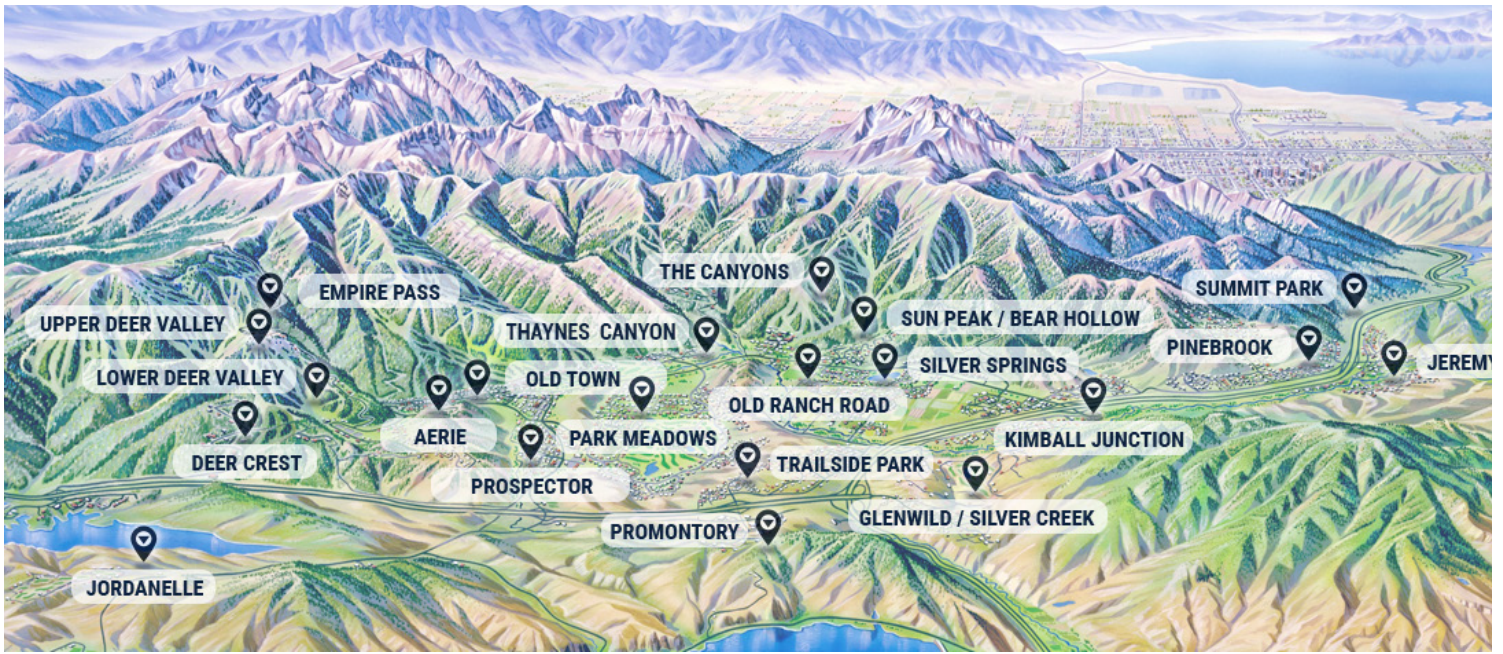 THE CANYONS
SUMMIT PARK
EMPIRE PASS
SUN PEAK / BEAR HOLLOW
UPPER DEER VALLEY
THAYNES CANYON
PINEBROOK
JEREMY
SILVER SPRINGS
LOWER DEER VALLEY
OLD TOWN
OLD RANCH ROAD
AERIE
PARK MEADOWS
KIMBALL JUNCTION
DEER CREST
TRAILSIDE PARK
PROSPECTOR
GLENWILD / SILVER CREEK
PROMONTORY
JORDANELLE